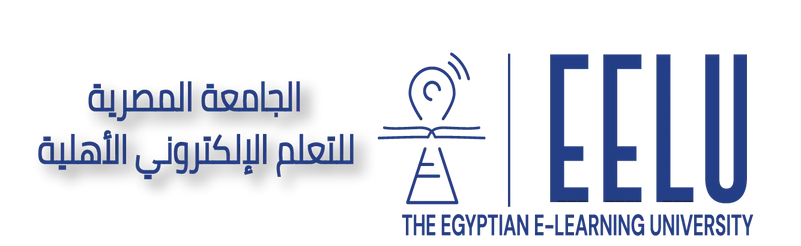 الجامعة المصرية
للتعلم الإلكتروني الأهلية
EELU
THE EGYPTIAN E-LEARNING UNIVERSITY